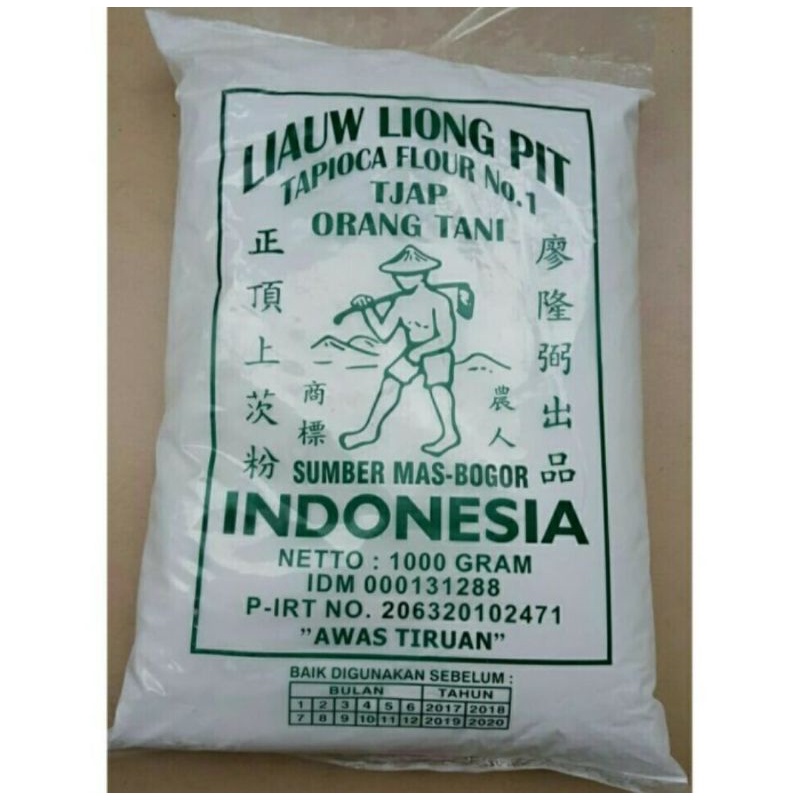 LIAUW LIONG PIT
TAPIOCA FLOUR No.1
TJAP
ORANG TANI
廖隆弼出品
正頂上茨粉
農人
商標
SUMBER MAS-BOGOR
INDONESIA
NETTO : 1000 GRAM
IDM 000131288
P-IRT NO. 206320102471
"AWAS TIRUAN"
BAIK DIGUNAKAN SEBELUM :
BULAN TAHUN
1 2 3 4 5 6 2017 2018
7 8 9 10 11 12 2019 2020